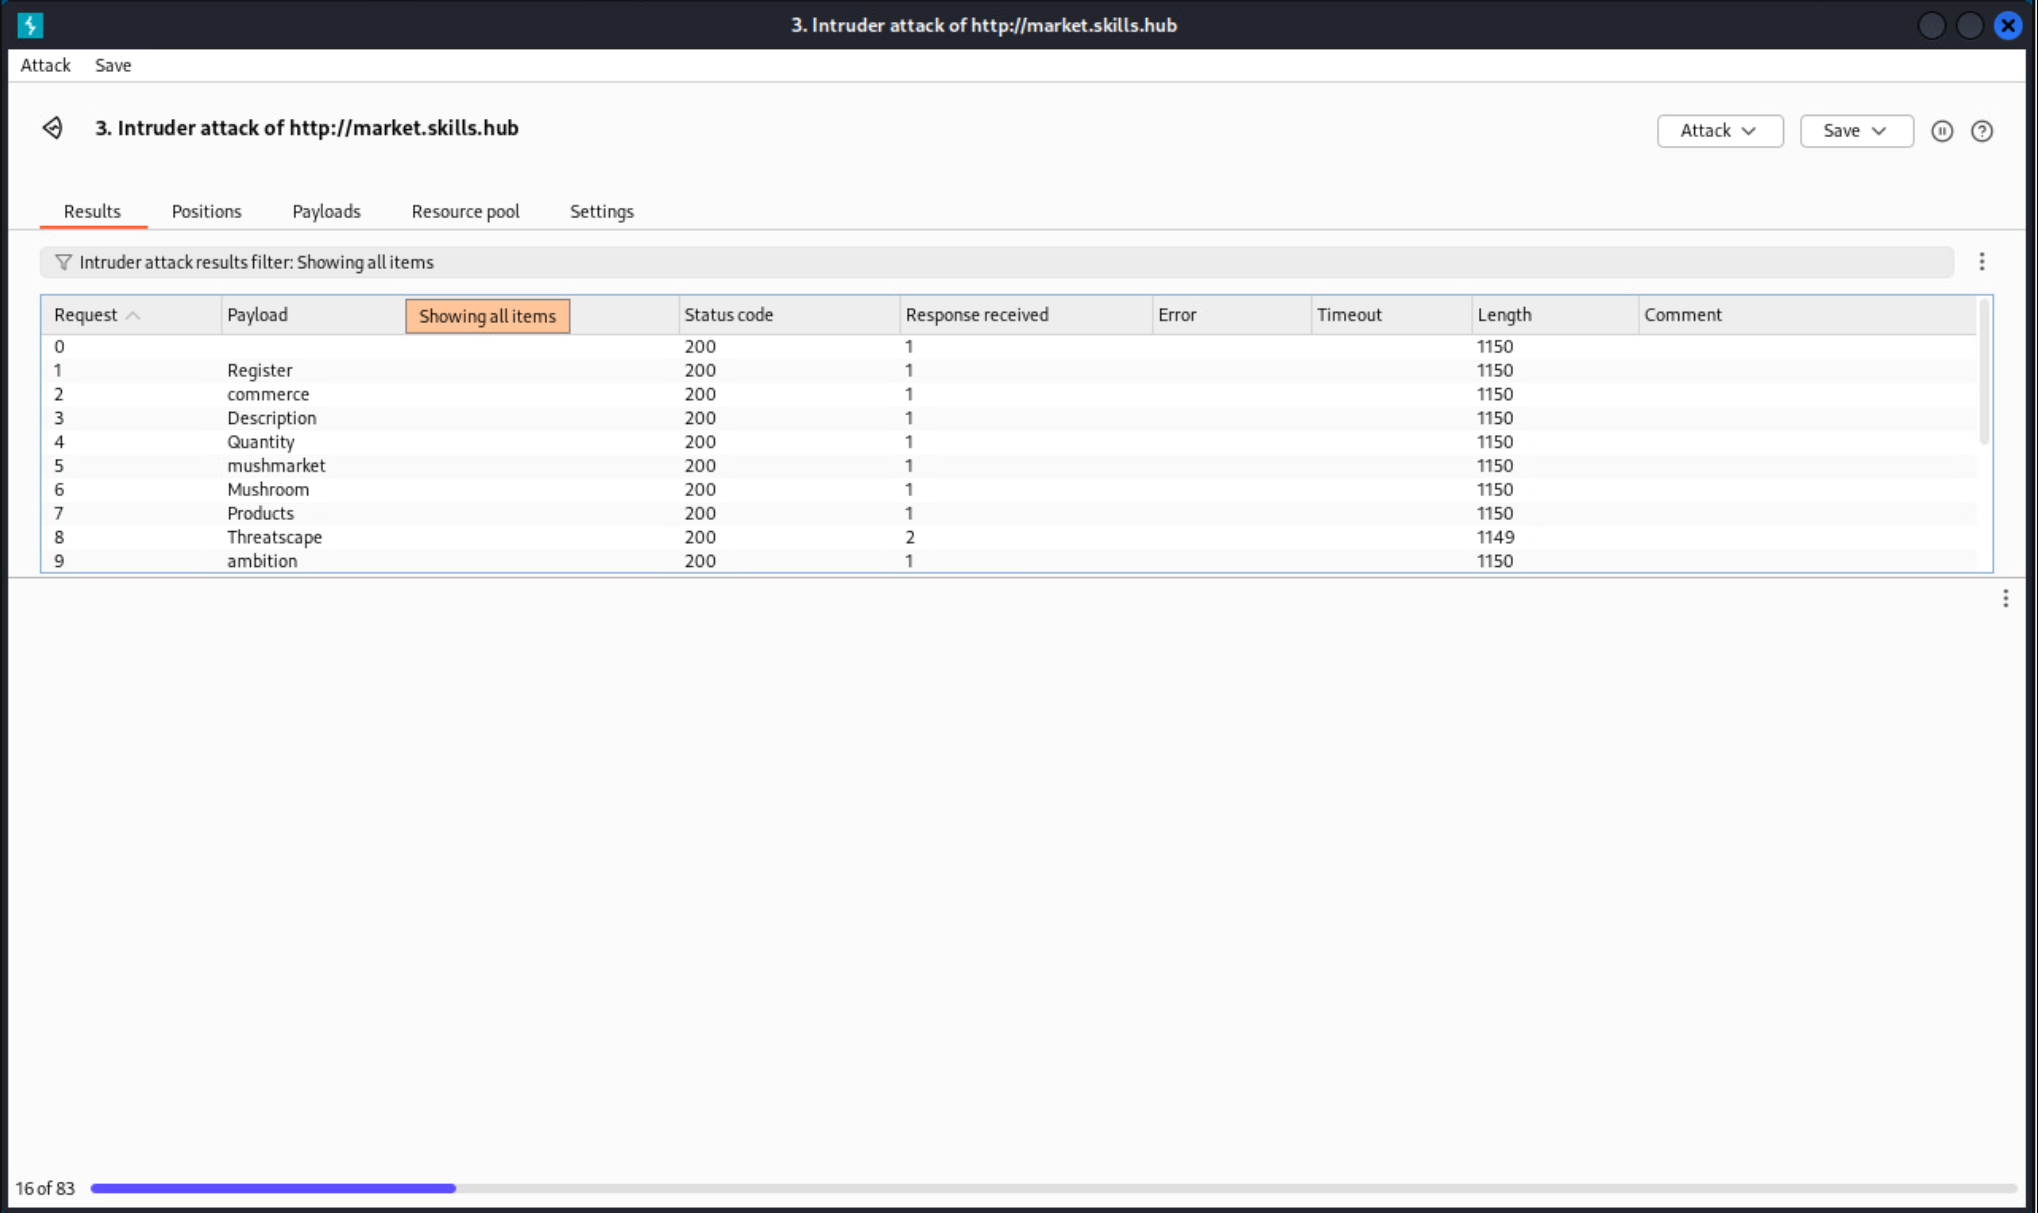 3. Intruder attack of http://market.skills.hub
Attack Save
3. Intruder attack of http://market.skills.hub
Attack Save
Results Positions Payloads Resource pool Settings
Intruder attack results filter: Showing all items
Request Payload Showing all items Status code Response received Error Timeout Length Comment
0 200 1 1150
1 Register 200 1 1150
2 commerce 200 1 1150
3 Description 200 1 1150
4 Quantity 200 1 1150
5 mushmarket 200 1 1150
6 Mushroom 200 1 1150
7 Products 200 1 1150
8 Threatscape 200 2 1149
9 ambition 200 1 1150
16 of 83